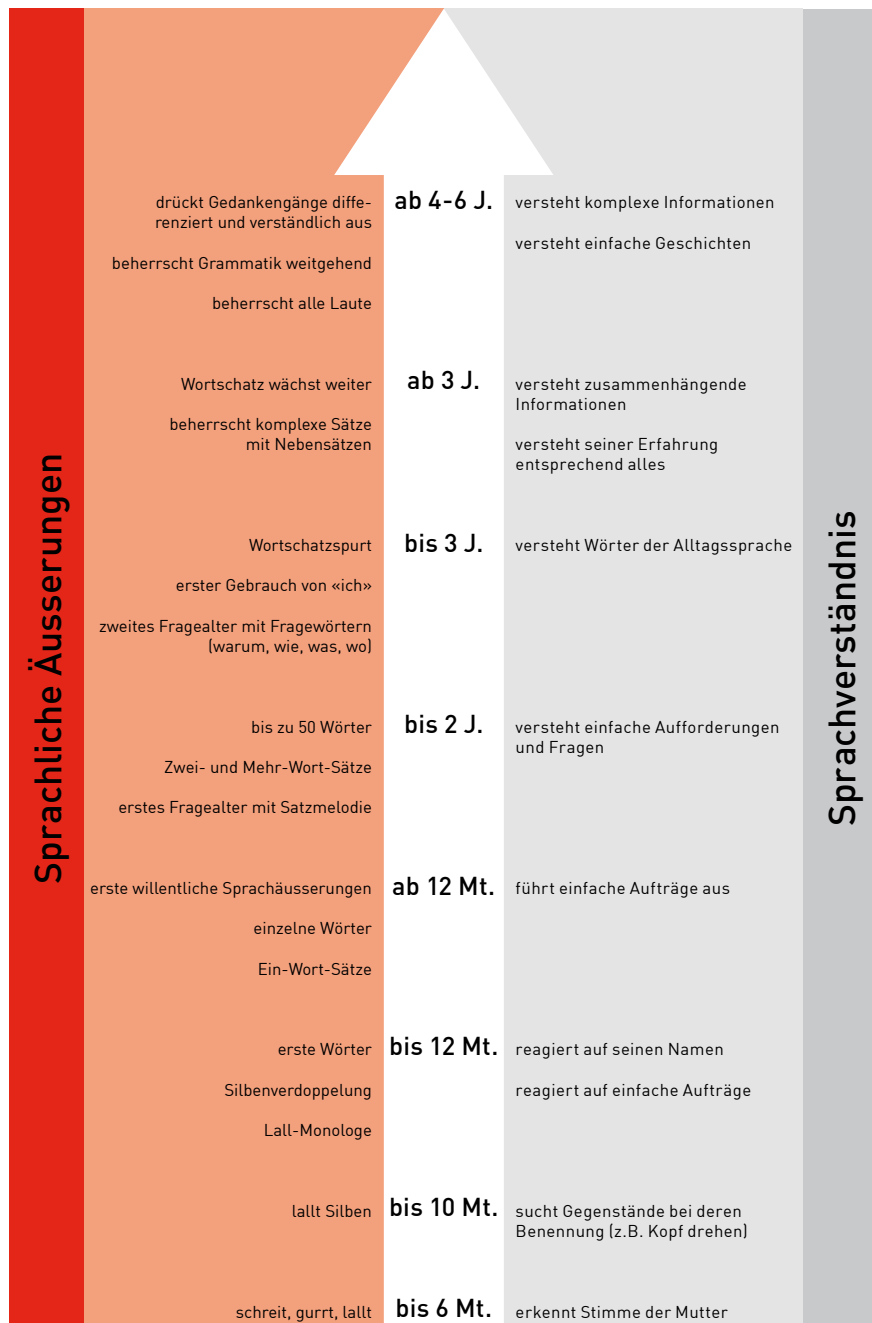 Sprachliche Äusserungen
drückt Gedankengänge diffe-
renziert und verständlich aus
beherrscht Grammatik weitgehend
beherrscht alle Laute
ab 4-6 J.
versteht komplexe Informationen
versteht einfache Geschichten
Wortschatz wächst weiter
beherrscht komplexe Sätze
mit Nebensätzen
ab 3 J.
versteht zusammenhängende
Informationen
versteht seiner Erfahrung
entsprechend alles
Wortschatzspurt
erster Gebrauch von «ich»
zweites Fragealter mit Fragewörtern
(warum, wie, was, wo)
bis 3 J.
versteht Wörter der Alltagssprache
bis zu 50 Wörter
Zwei- und Mehr-Wort-Sätze
erstes Fragealter mit Satzmelodie
bis 2 J.
versteht einfache Aufforderungen
und Fragen
erste willentliche Sprachäusserungen
einzelne Wörter
Ein-Wort-Sätze
ab 12 Mt.
führt einfache Aufträge aus
erste Wörter
Silbenverdoppelung
Lall-Monologe
bis 12 Mt.
reagiert auf seinen Namen
reagiert auf einfache Aufträge
lallt Silben
bis 10 Mt.
sucht Gegenstände bei deren
Benennung (z.B. Kopf drehen)
schreit, gurrt, lallt
bis 6 Mt.
erkennt Stimme der Mutter
Sprachverständnis